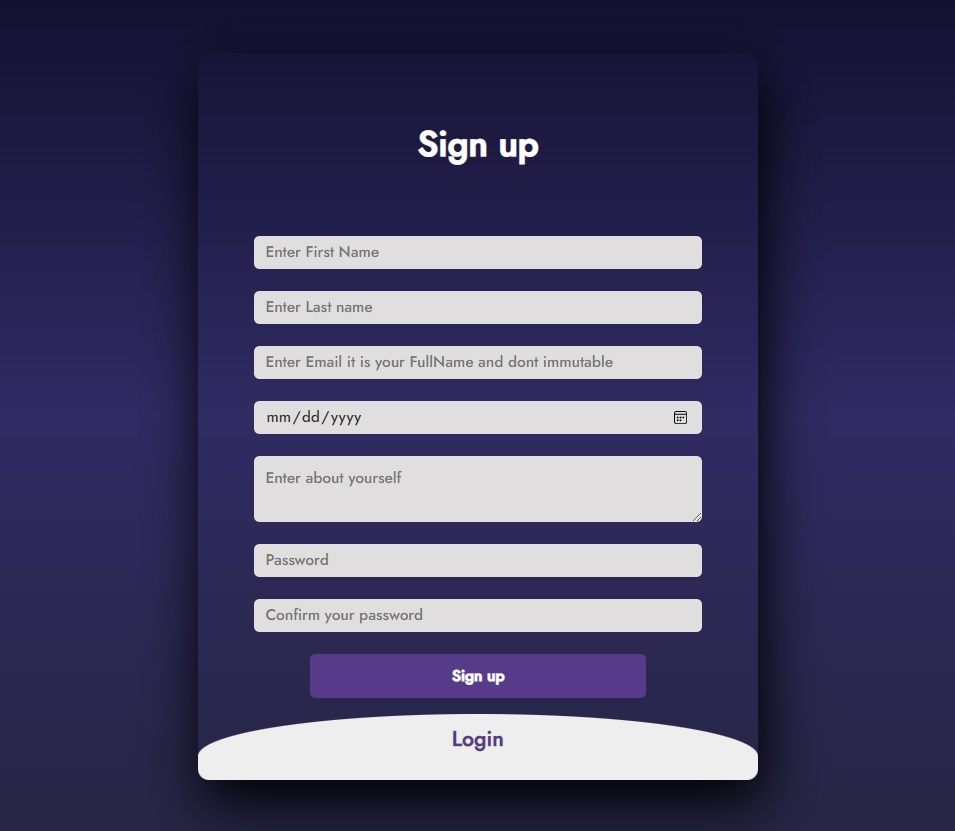 Sign up
Enter First Name
Enter Last name
Enter Email it is your FullName and dont immutable
mm/dd/yyyy
Enter about yourself
Password
Confirm your password
Sign up
Login